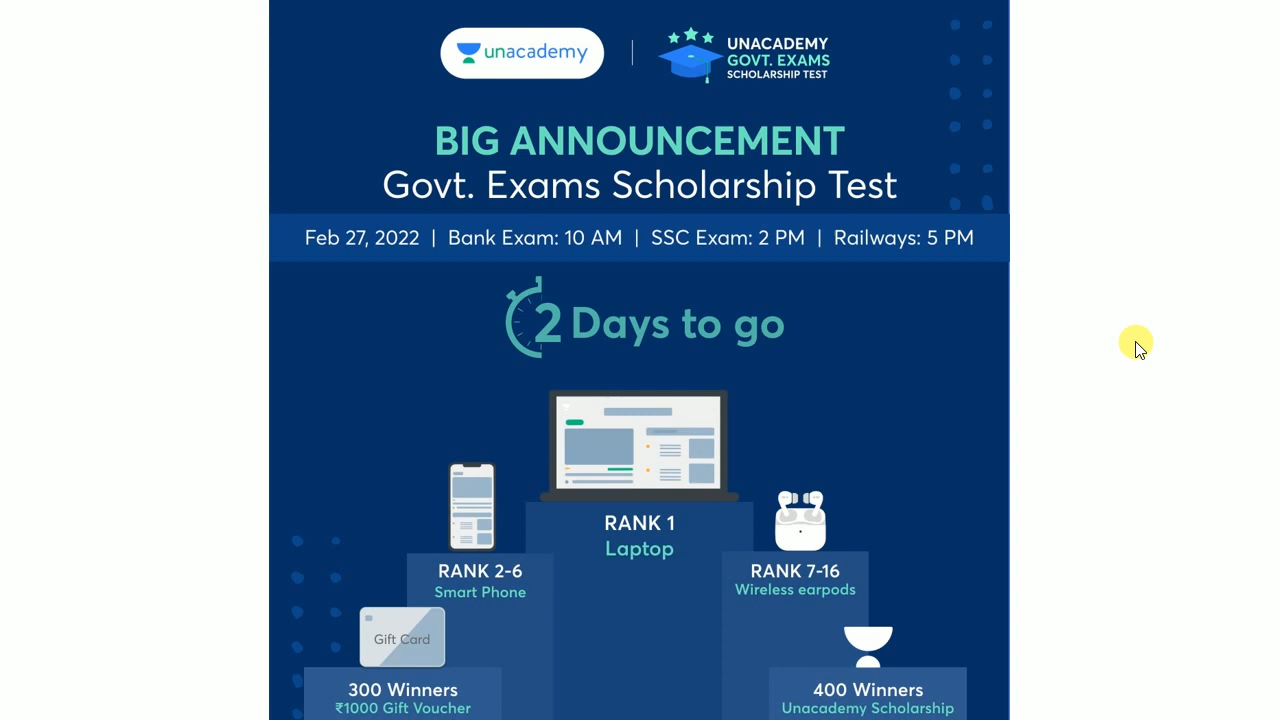 unacademy
UNACADEMY
GOVT. EXAMS
SCHOLARSHIP TEST
BIG ANNOUNCEMENT
Govt. Exams Scholarship Test
Feb 27, 2022 | Bank Exam: 10 AM | SSC Exam: 2 PM | Railways: 5 PM
2 Days to go
RANK 1
Laptop
RANK 2-6
Smart Phone
RANK 7-16
Wireless earpods
Gift Card
300 Winners
₹1000 Gift Voucher
400 Winners
Unacademy Scholarship